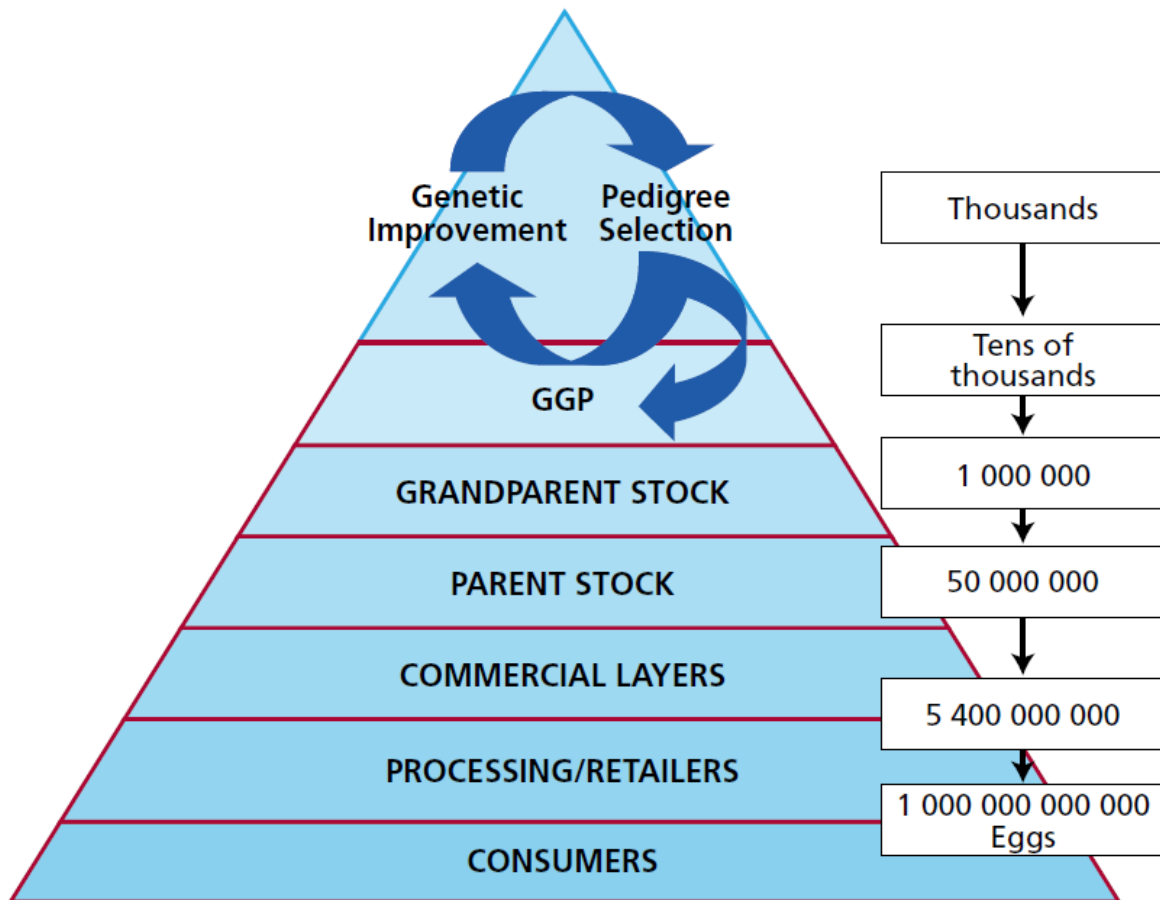 Genetic
Improvement
Pedigree
Selection
GGP
GRANDPARENT STOCK
PARENT STOCK
COMMERCIAL LAYERS
PROCESSING/RETAILERS
CONSUMERS
Thousands
Tens of
thousands
1 000 000
50 000 000
5 400 000 000
1 000 000 000 000
Eggs